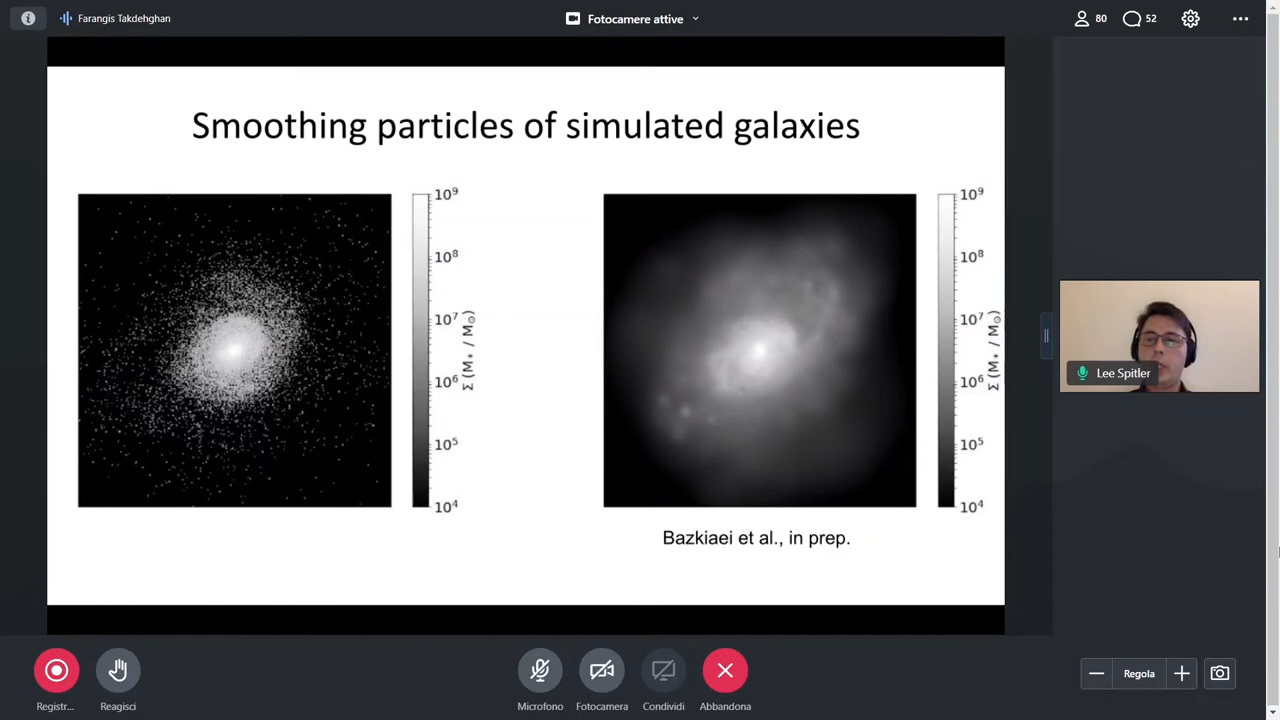 Farangis Takdehghan
Fotocamere attive
80
52
Smoothing particles of simulated galaxies
10⁹
10⁸
10⁷
10⁶
10⁵
10⁴
Σ (M⋆ / M⊙)
10⁹
10⁸
10⁷
10⁶
10⁵
10⁴
Σ (M⋆ / M⊙)
Bazkiaei et al., in prep.
Lee Spitler
Registr...
Reagisci
Microfono
Fotocamera
Condividi
Abbandona
Regola